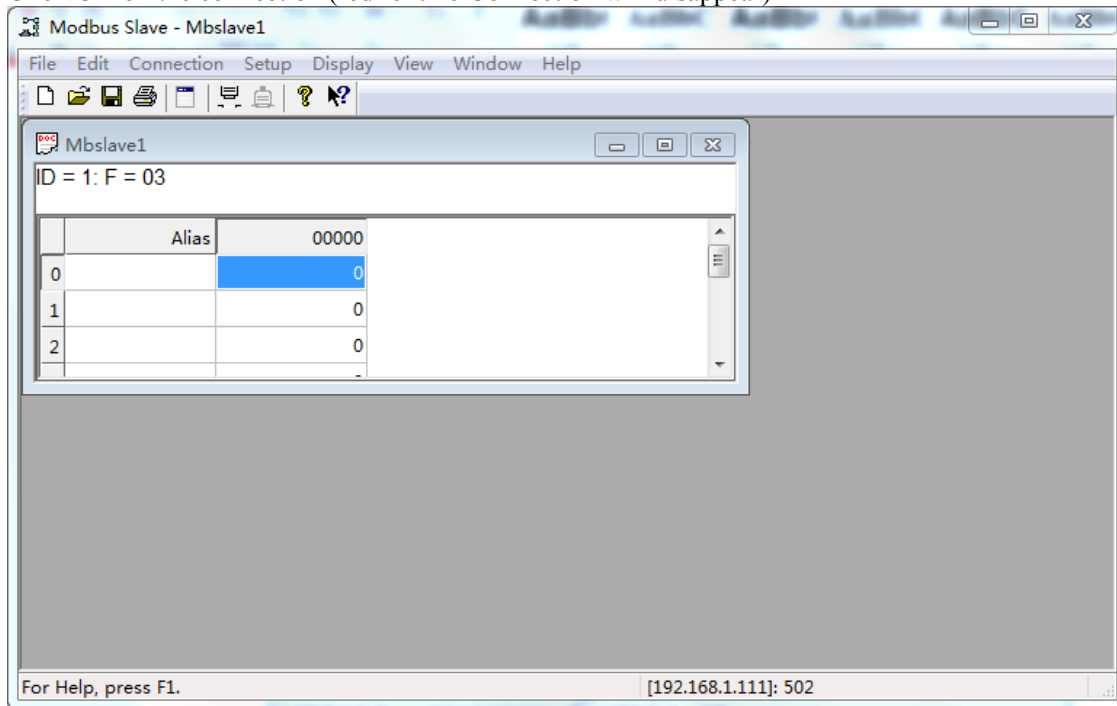 Modbus Slave - Mbslave1
File Edit Connection Setup Display View Window Help
Mbslave1
ID = 1: F = 03
Alias 00000
0 0
1 0
2 0
For Help, press F1. [192.168.1.111]: 502